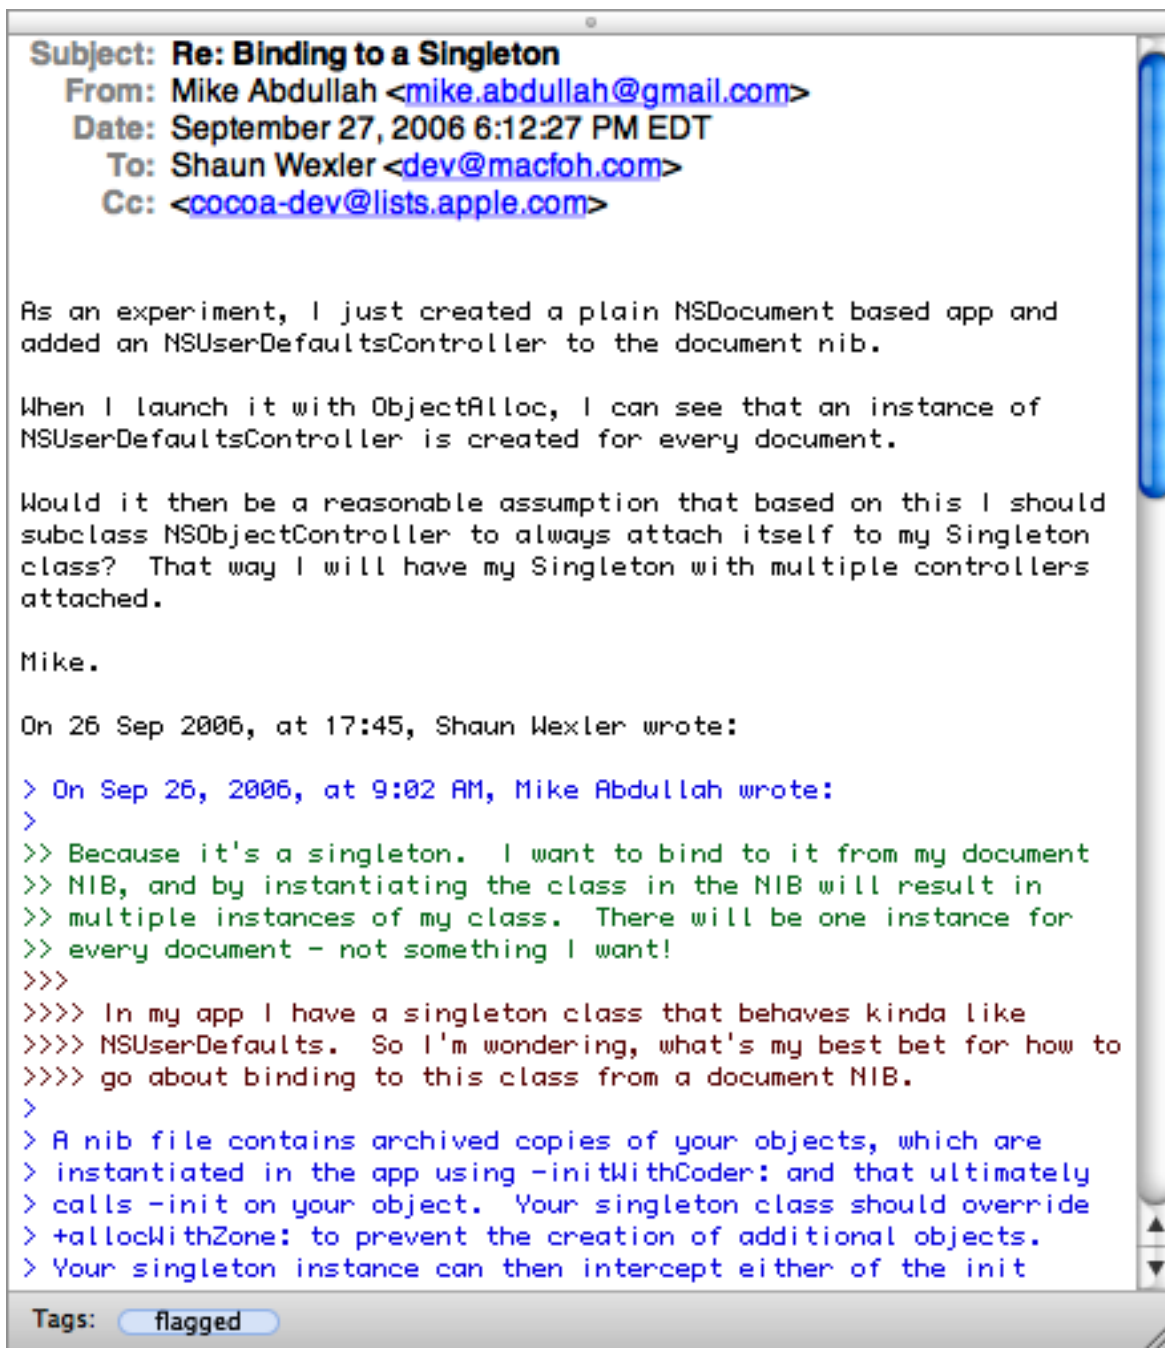 Subject: Re: Binding to a Singleton
From: Mike Abdullah <mike.abdullah@gmail.com>
Date: September 27, 2006 6:12:27 PM EDT
To: Shaun Wexler <dev@macfoh.com>
Cc: <cocoa-dev@lists.apple.com>
As an experiment, I just created a plain NSDocument based app and
added an NSUserDefaultsController to the document nib.
When I launch it with ObjectAlloc, I can see that an instance of
NSUserDefaultsController is created for every document.
Would it then be a reasonable assumption that based on this I should
subclass NSObjectController to always attach itself to my Singleton
class?  That way I will have my Singleton with multiple controllers
attached.
Mike.
On 26 Sep 2006, at 17:45, Shaun Wexler wrote:
> On Sep 26, 2006, at 9:02 AM, Mike Abdullah wrote:
>
>> Because it's a singleton.  I want to bind to it from my document
>> NIB, and by instantiating the class in the NIB will result in
>> multiple instances of my class.  There will be one instance for
>> every document - not something I want!
>>>
>>>> In my app I have a singleton class that behaves kinda like
>>>> NSUserDefaults.  So I'm wondering, what's my best bet for how to
>>>> go about binding to this class from a document NIB.
>
> A nib file contains archived copies of your objects, which are
> instantiated in the app using -initWithCoder: and that ultimately
> calls -init on your object.  Your singleton class should override
> +allocWithZone: to prevent the creation of additional objects.
> Your singleton instance can then intercept either of the init
Tags: flagged